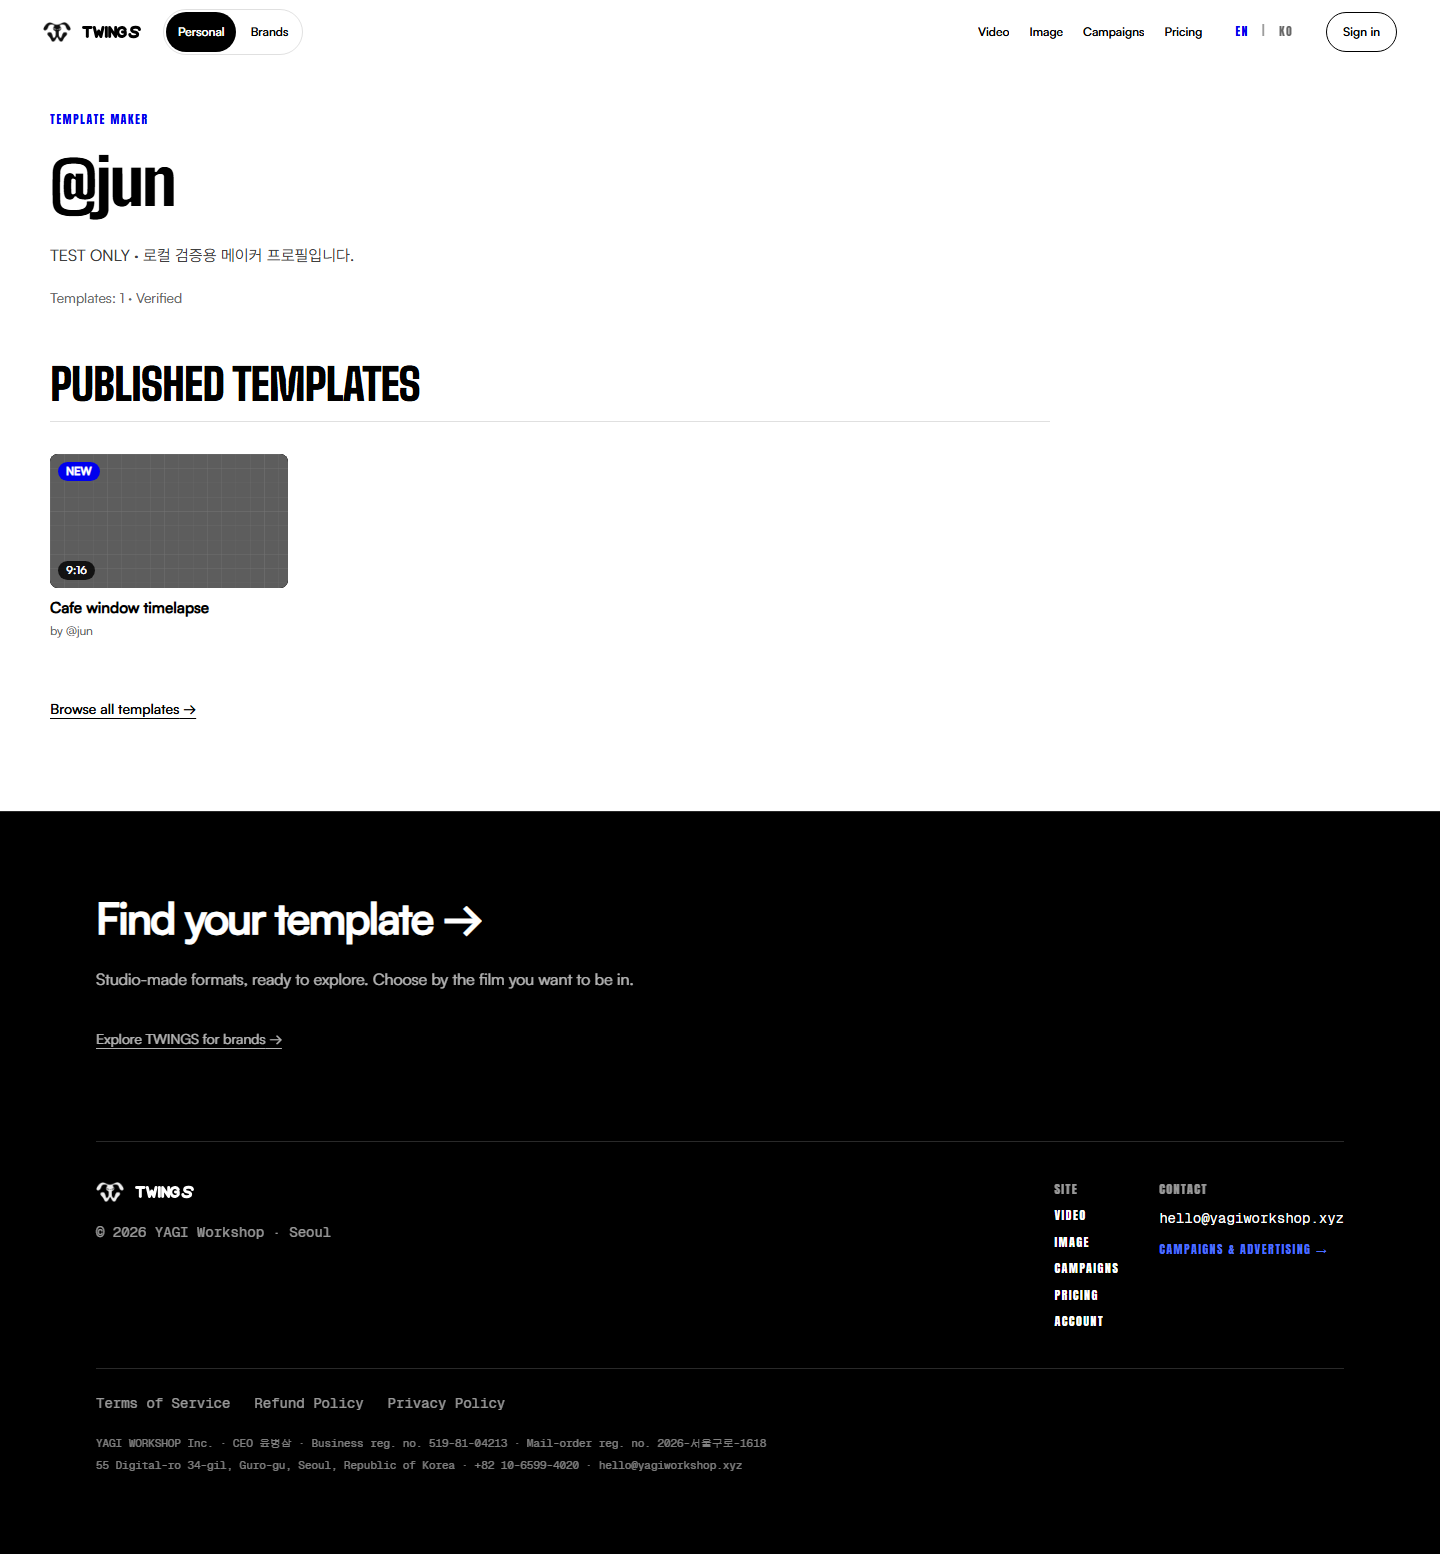 TWINGS
Personal
Brands
Video
Image
Campaigns
Pricing
EN | KO
Sign in
TEMPLATE MAKER
@jun
TEST ONLY · 로컬 검증용 메이커 프로필입니다.
Templates: 1 · Verified
PUBLISHED TEMPLATES
NEW
9:16
Cafe window timelapse
by @jun
Browse all templates →
Find your template →
Studio-made formats, ready to explore. Choose by the film you want to be in.
Explore TWINGS for brands →
TWINGS
© 2026 YAGI Workshop · Seoul
SITE
VIDEO
IMAGE
CAMPAIGNS
PRICING
ACCOUNT
CONTACT
hello@yagiworkshop.xyz
CAMPAIGNS & ADVERTISING →
Terms of Service
Refund Policy
Privacy Policy
YAGI WORKSHOP Inc. · CEO 윤병삼 · Business reg. no. 519-81-04213 · Mail-order reg. no. 2026-서울구로-1618
55 Digital-ro 34-gil, Guro-gu, Seoul, Republic of Korea · +82 10-6599-4020 · hello@yagiworkshop.xyz